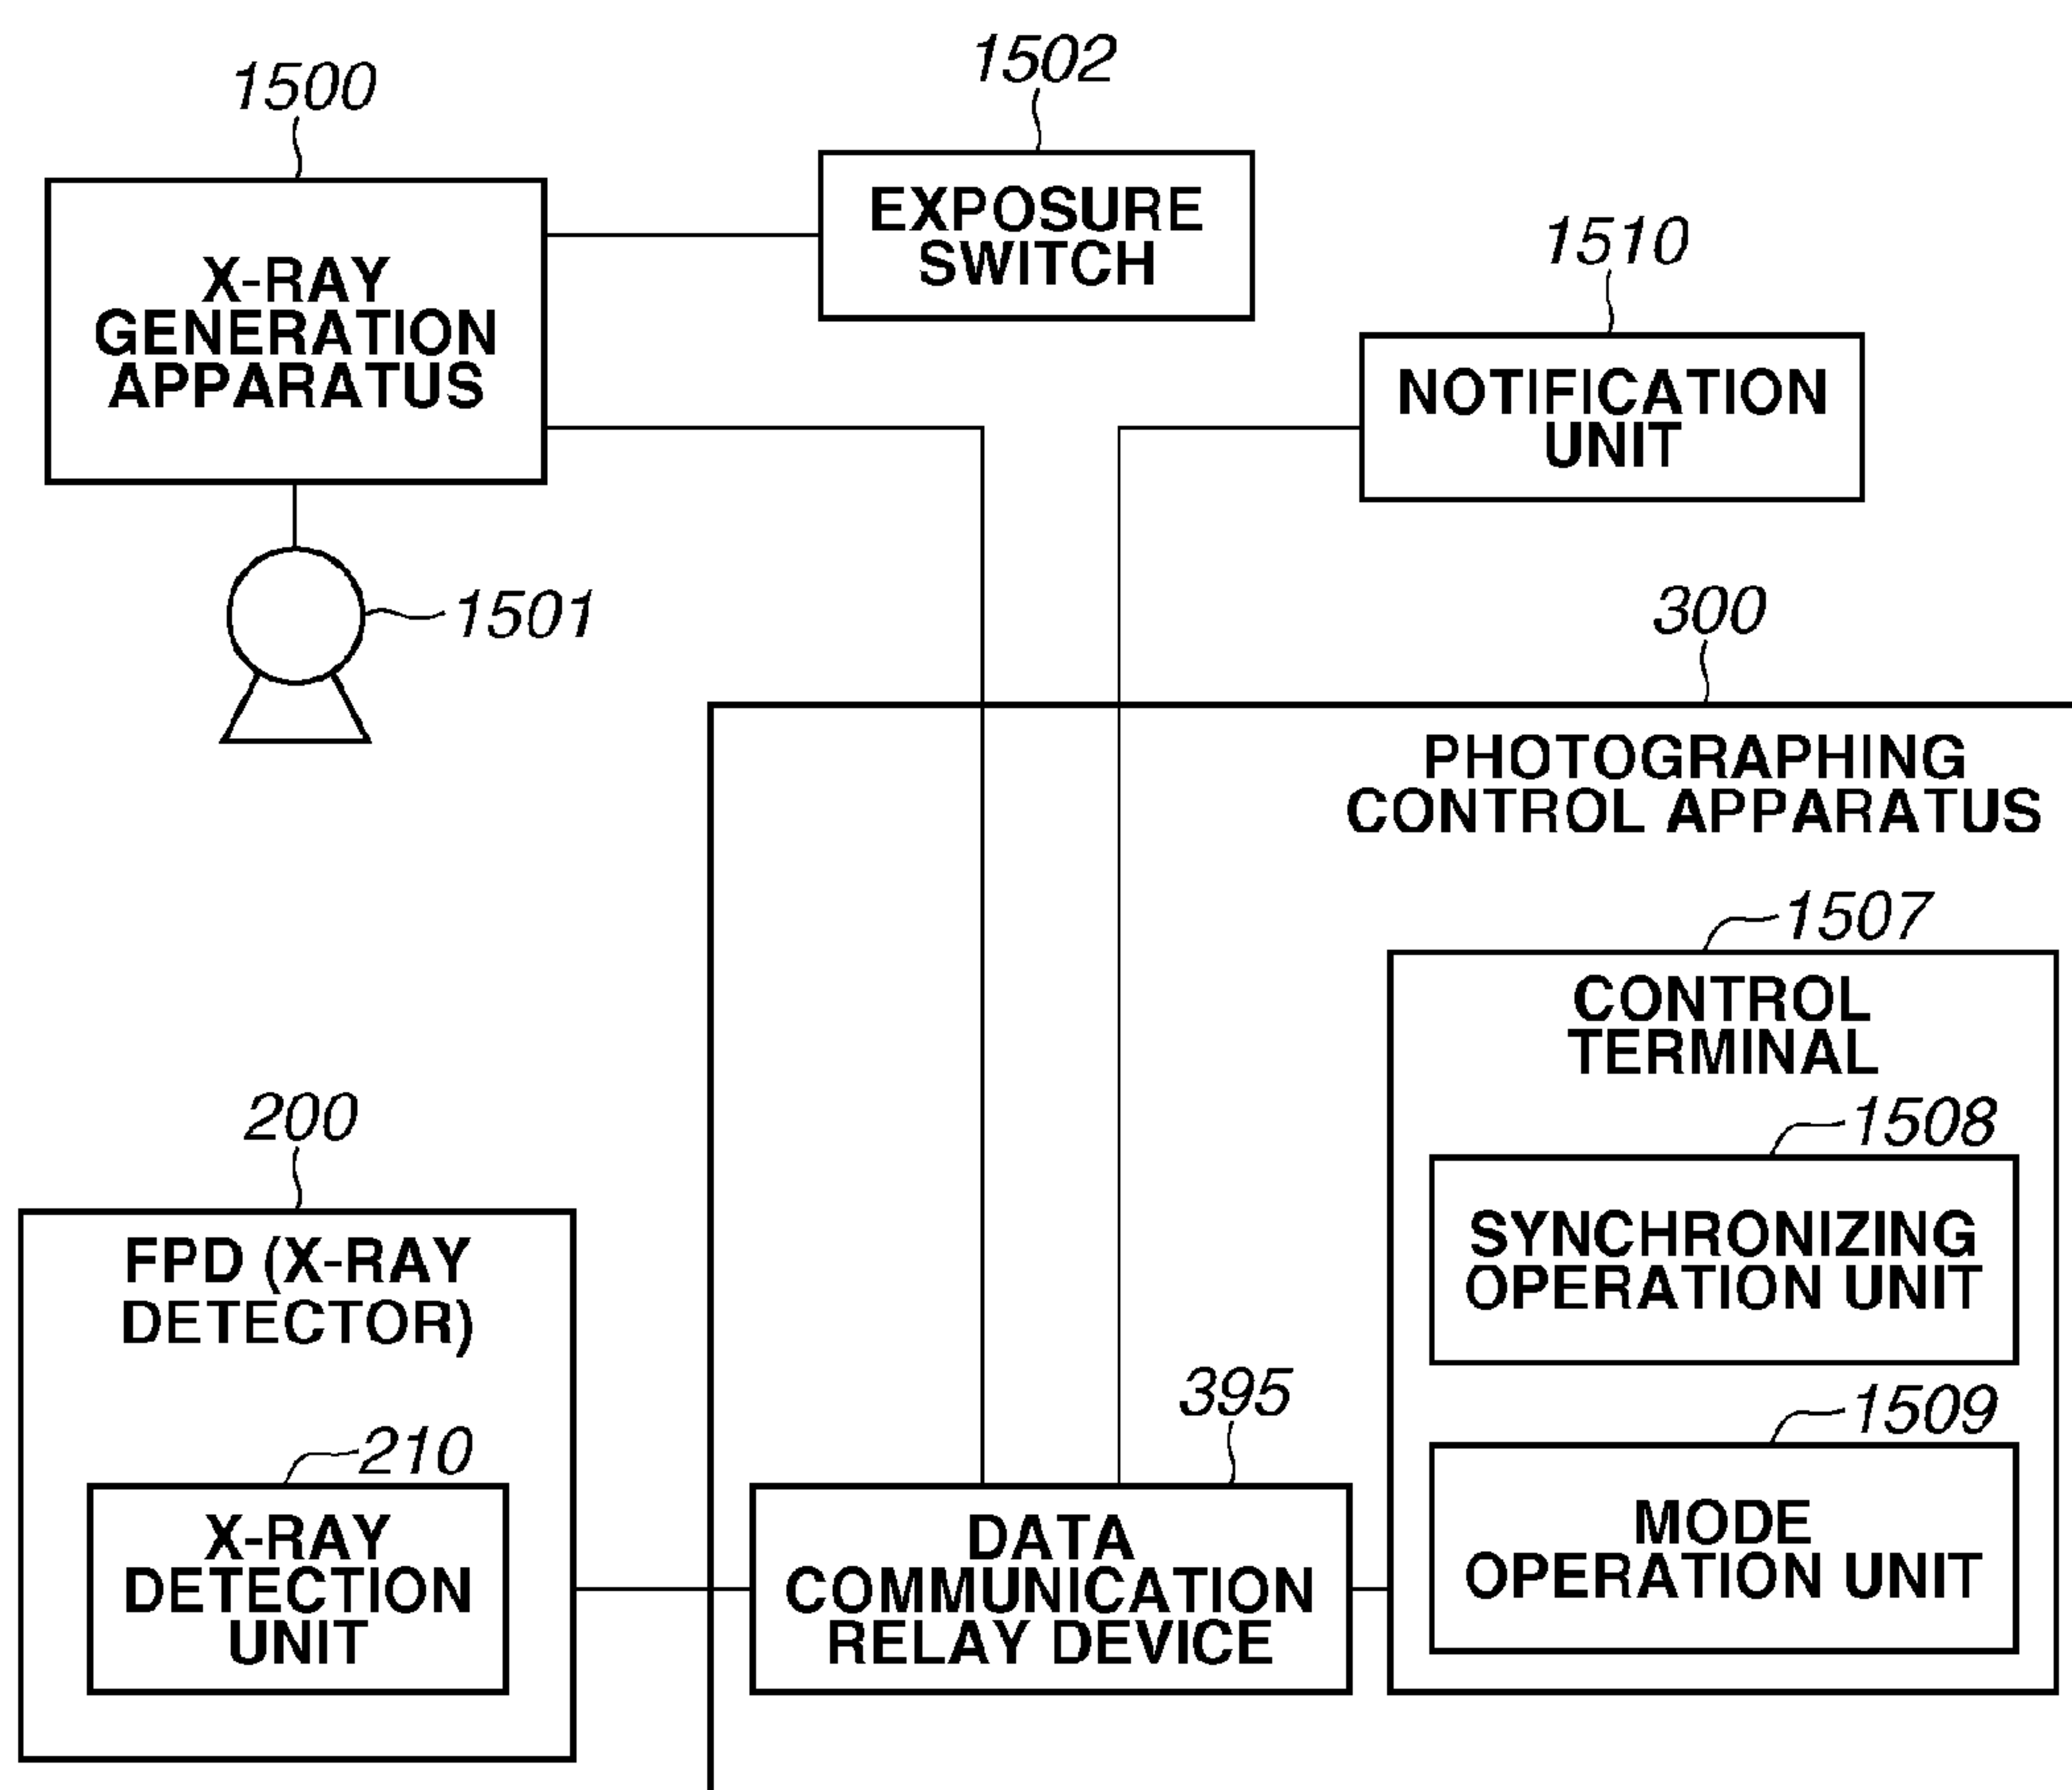 1500
X-RAY
GENERATION
APPARATUS
1502
EXPOSURE
SWITCH
1510
NOTIFICATION
UNIT
1501
300
PHOTOGRAPHING
CONTROL APPARATUS
1507
CONTROL
TERMINAL
1508
SYNCHRONIZING
OPERATION UNIT
1509
MODE
OPERATION UNIT
200
FPD (X-RAY
DETECTOR)
210
X-RAY
DETECTION
UNIT
395
DATA
COMMUNICATION
RELAY DEVICE